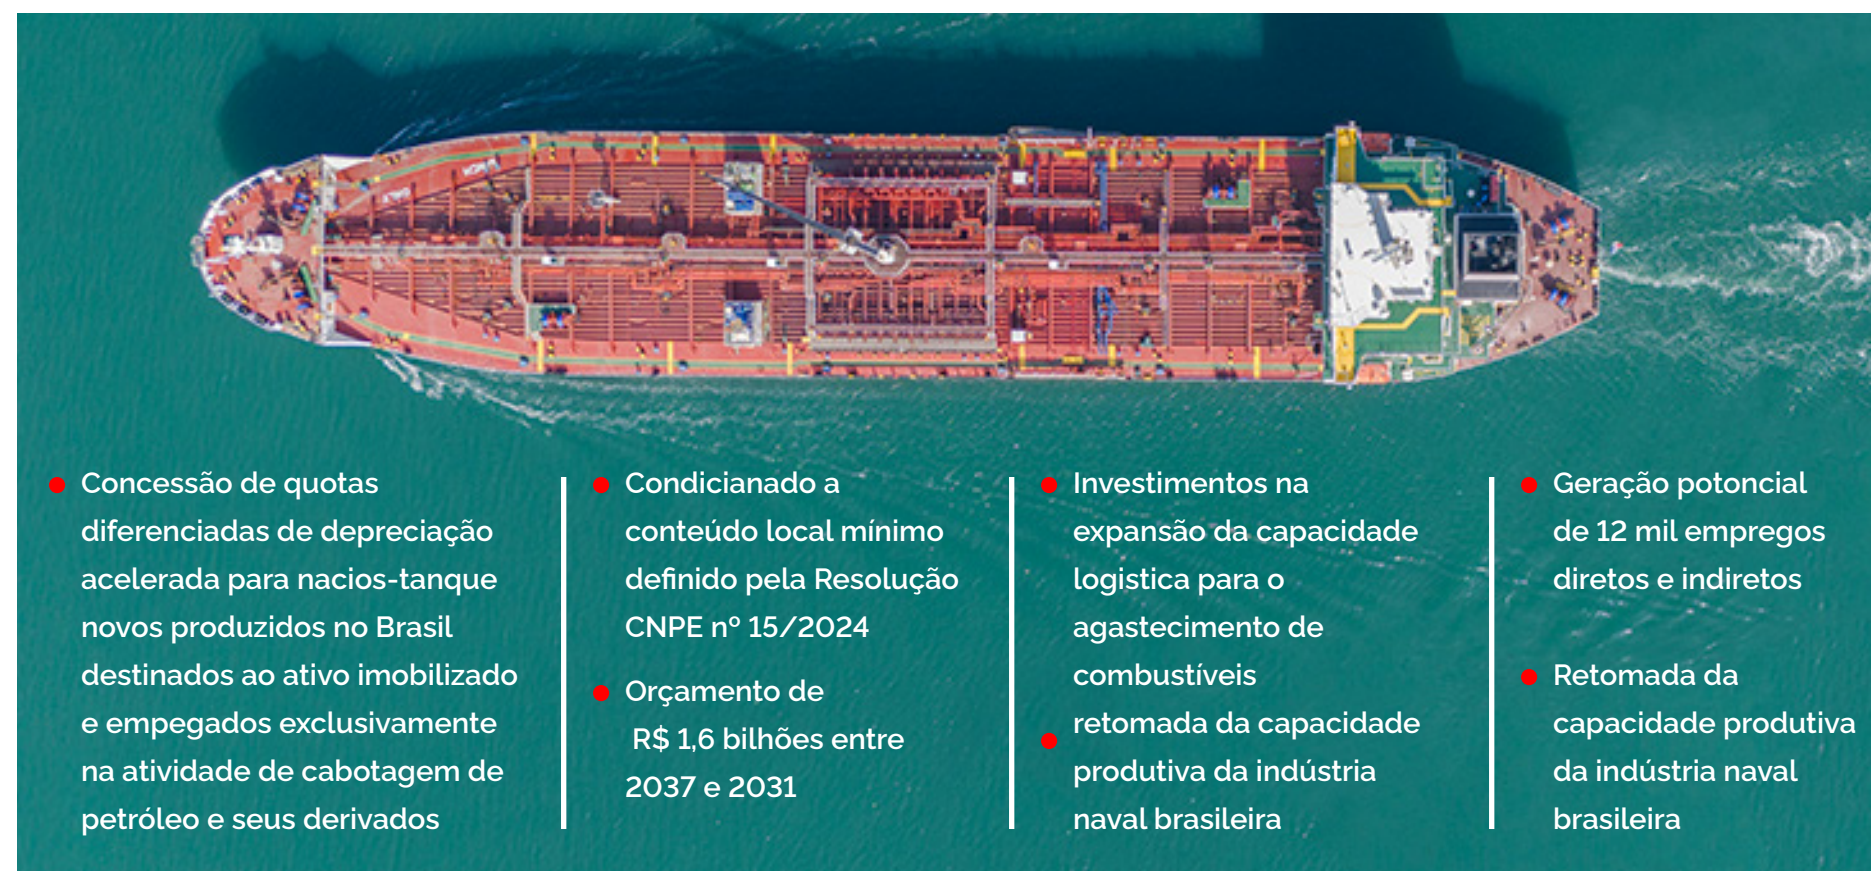 Concessão de quotas
diferenciadas de depreciação
acelerada para nacios-tanque
novos produzidos no Brasil
destinados ao ativo imobilizado
e empegados exclusivamente
na atividade de cabotagem de
petróleo e seus derivados
Condicianado a
conteúdo local mínimo
definido pela Resolução
CNPE nº 15/2024
Orçamento de
R$ 1,6 bilhões entre
2037 e 2031
Investimentos na
expansão da capacidade
logistica para o
agastecimento de
combustíveis
retomada da capacidade
produtiva da indústria
naval brasileira
Geração potoncial
de 12 mil empregos
diretos e indiretos
Retomada da
capacidade produtiva
da indústria naval
brasileira